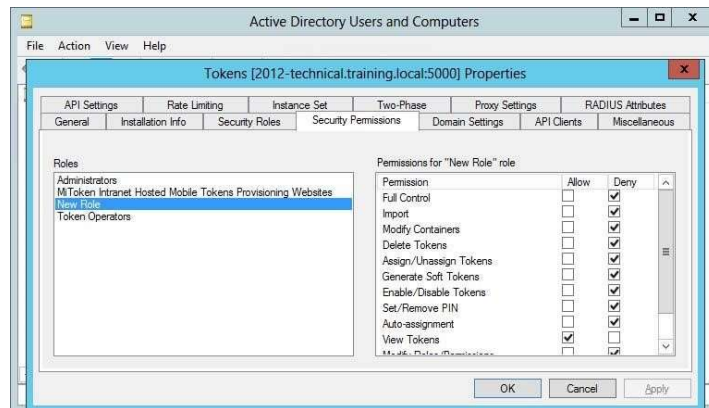 Active Directory Users and Computers
File Action View Help
Tokens [2012-technical.training.local:5000] Properties
API Settings Rate Limiting Instance Set Two-Phase Proxy Settings RADIUS Attributes
General Installation Info Security Roles Security Permissions Domain Settings API Clients Miscellaneous
Roles
Administrators
MiToken Intranet Hosted Mobile Tokens Provisioning Websites
New Role
Token Operators
Permissions for "New Role" role
Permission Allow Deny
Full Control
Import
Modify Containers
Delete Tokens
Assign/Unassign Tokens
Generate Soft Tokens
Enable/Disable Tokens
Set/Remove PIN
Auto-assignment
View Tokens
Modify Roles/Permissions
OK Cancel Apply